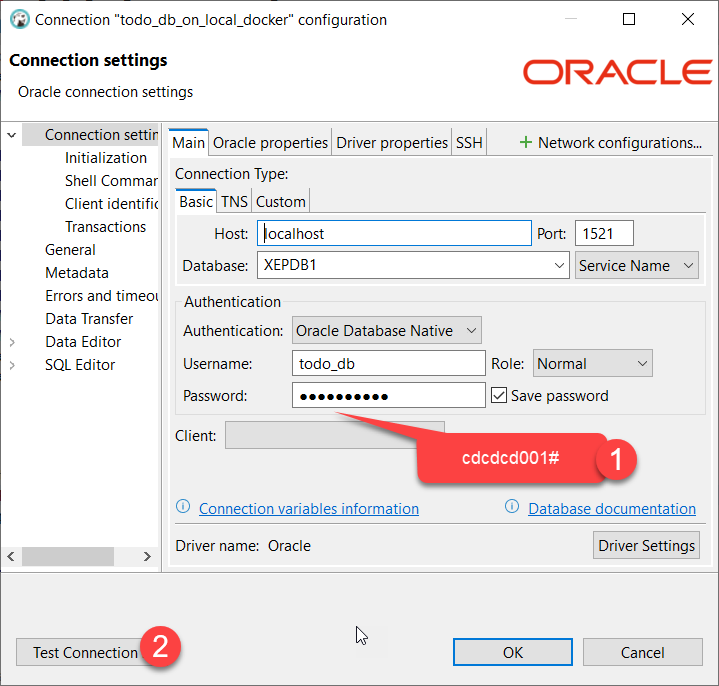 Connection "todo_db_on_local_docker" configuration
Connection settings
Oracle connection settings
ORACLE
Connection settin
Initialization
Shell Commar
Client identific
Transactions
General
Metadata
Errors and timeou
Data Transfer
Data Editor
SQL Editor
Main Oracle properties Driver properties SSH + Network configurations...
Connection Type:
Basic TNS Custom
Host: localhost Port: 1521
Database: XEPDB1 Service Name
Authentication
Authentication: Oracle Database Native
Username: todo_db Role: Normal
Password: ●●●●●●●●●● Save password
Client:
cdcdcd001# 1
Connection variables information Database documentation
Driver name: Oracle Driver Settings
Test Connection 2 OK Cancel